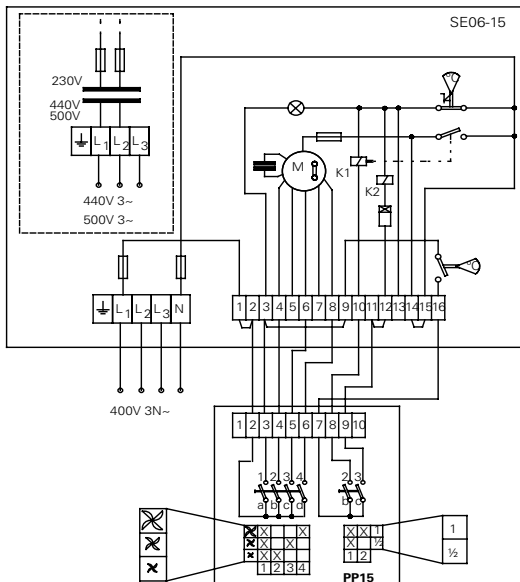 SE06-15
230V
440V
500V
L1 L2 L3
440V 3~
500V 3~
M
K1
K2
°C
°C
L1 L2 L3 N
1 2 3 4 5 6 7 8 9 10 11 12 13 14 15 16
400V 3N~
1 2 3 4 5 6 7 8 9 10
1 2 3 4
a b c d
2 3
b c
X X
X X
X X
1 2 3 4
X X 1
X ½
1 2
1
½
PP15